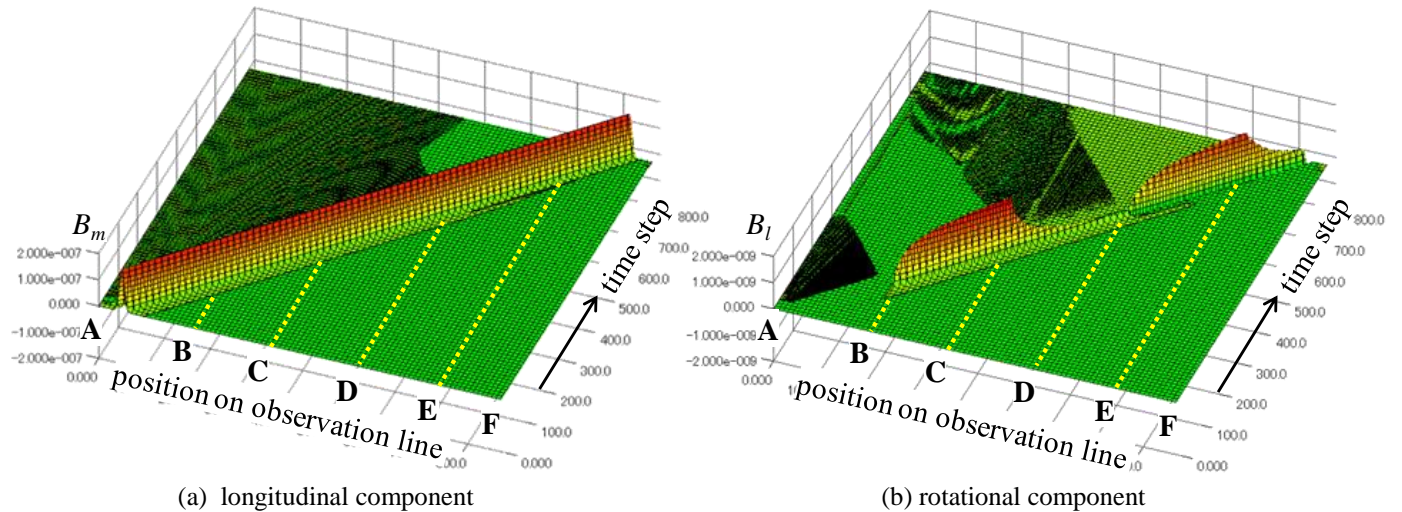 B_m
2.000e-007
1.000e-007
0.000
-1.000e-007
-2.000e-007
0.000
A
B
C
D
E
F
position on observation line
0.000
100.0
200.0
300.0
400.0
500.0
600.0
700.0
800.0
time step
(a) longitudinal component
B_l
2.000e-009
1.000e-009
0.000
-1.000e-009
-2.000e-009
0.000
A
B
C
D
E
F
position on observation line
0.000
100.0
200.0
300.0
400.0
500.0
600.0
700.0
800.0
time step
(b) rotational component